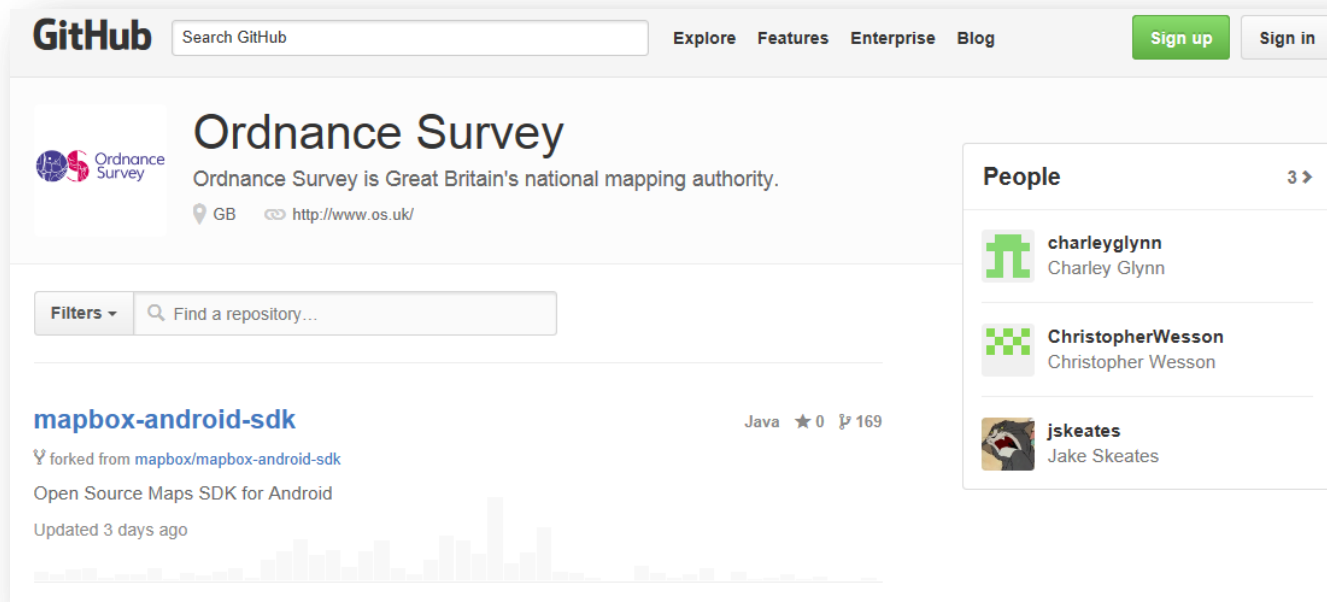 GitHub
Search GitHub
Explore Features Enterprise Blog
Sign up
Sign in
Ordnance
Survey
Ordnance Survey
Ordnance Survey is Great Britain's national mapping authority.
GB http://www.os.uk/
People 3
charleyglynn
Charley Glynn
ChristopherWesson
Christopher Wesson
jskeates
Jake Skeates
Filters
Find a repository…
mapbox-android-sdk
Java 0 169
forked from mapbox/mapbox-android-sdk
Open Source Maps SDK for Android
Updated 3 days ago